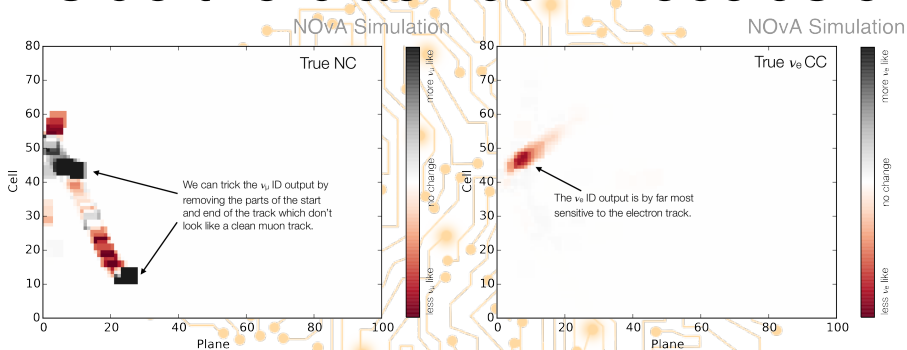 NOvA Simulation
NOvA Simulation
True NC
more νμ like
no change
less νμ like
We can trick the νμ ID output by
removing the parts of the start
and end of the track which don't
look like a clean muon track.
Cell
80
70
60
50
40
30
20
10
0
0 20 40 60 80 100
Plane
True νe CC
more νe like
no change
less νe like
The νe ID output is by far most
sensitive to the electron track.
Cell
80
70
60
50
40
30
20
10
0
0 20 40 60 80 100
Plane